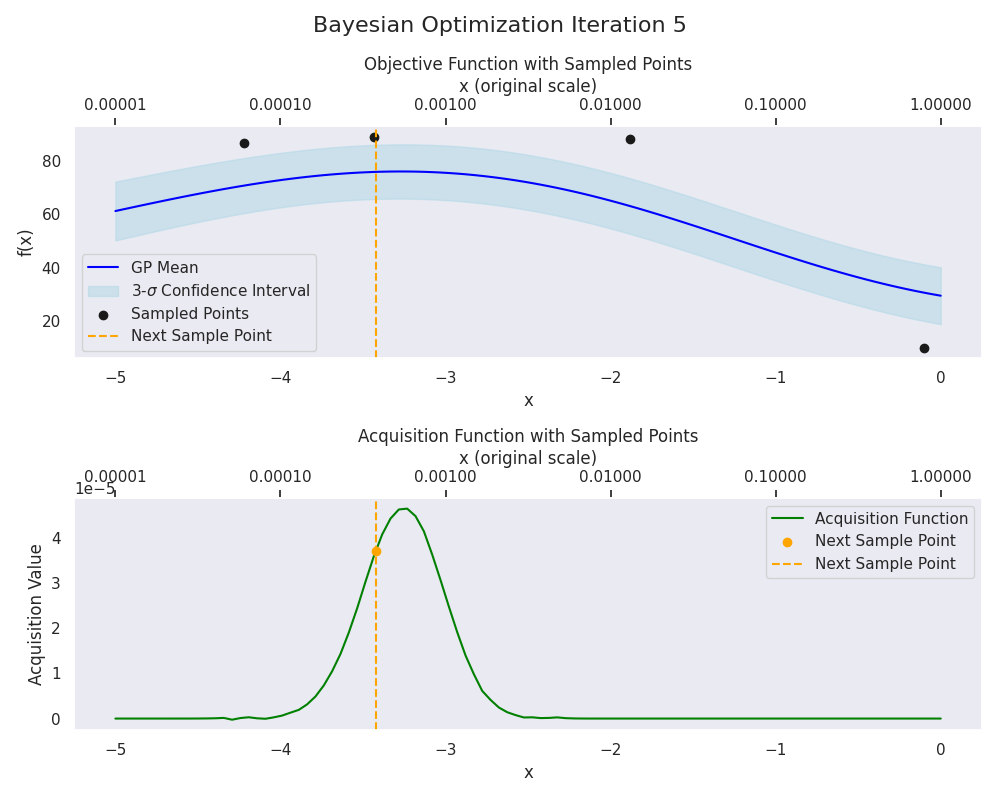 Bayesian Optimization Iteration 5
Objective Function with Sampled Points
x (original scale)
0.00001 0.00010 0.00100 0.01000 0.10000 1.00000
80
60
40
20
f(x)
GP Mean
3-σ Confidence Interval
Sampled Points
Next Sample Point
−5 −4 −3 −2 −1 0
x
Acquisition Function with Sampled Points
x (original scale)
0.00001 0.00010 0.00100 0.01000 0.10000 1.00000
1e−5
4
3
2
1
0
Acquisition Value
Acquisition Function
Next Sample Point
Next Sample Point
−5 −4 −3 −2 −1 0
x